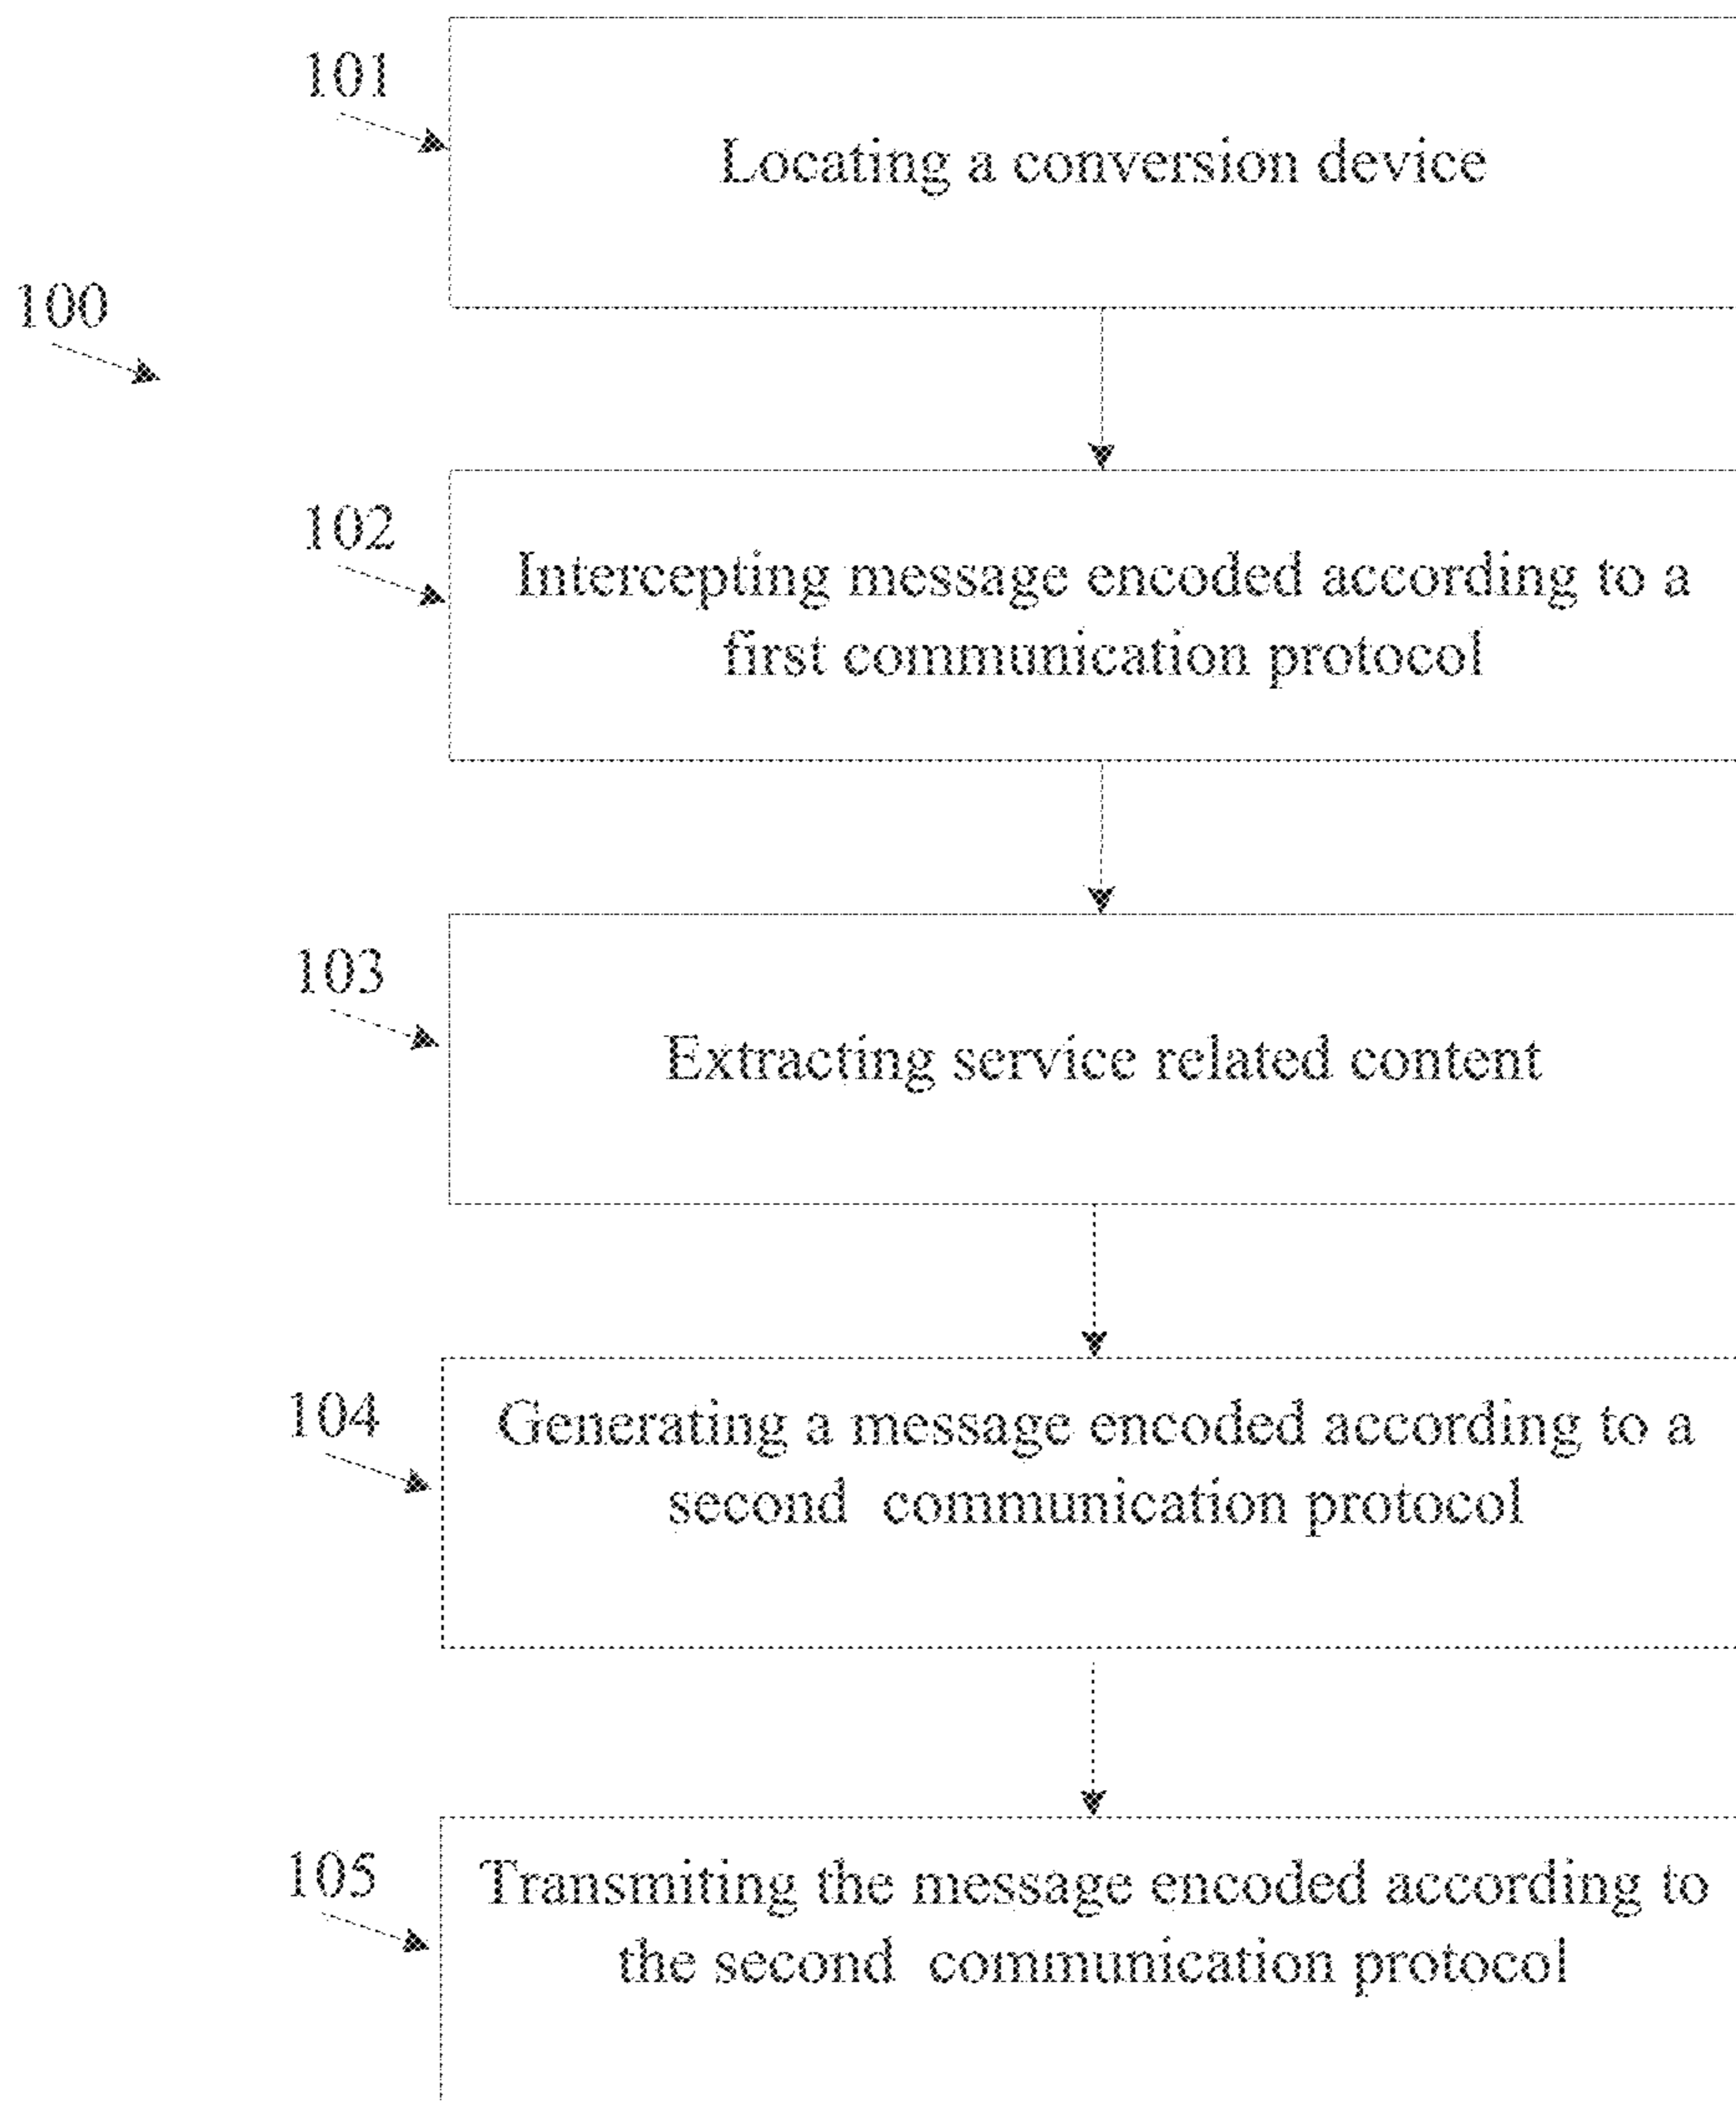 101
Locating a conversion device
100
102
Intercepting message encoded according to a
first communication protocol
103
Extracting service related content
104
Generating a message encoded according to a
second communication protocol
105
Transmiting the message encoded according to
the second communication protocol